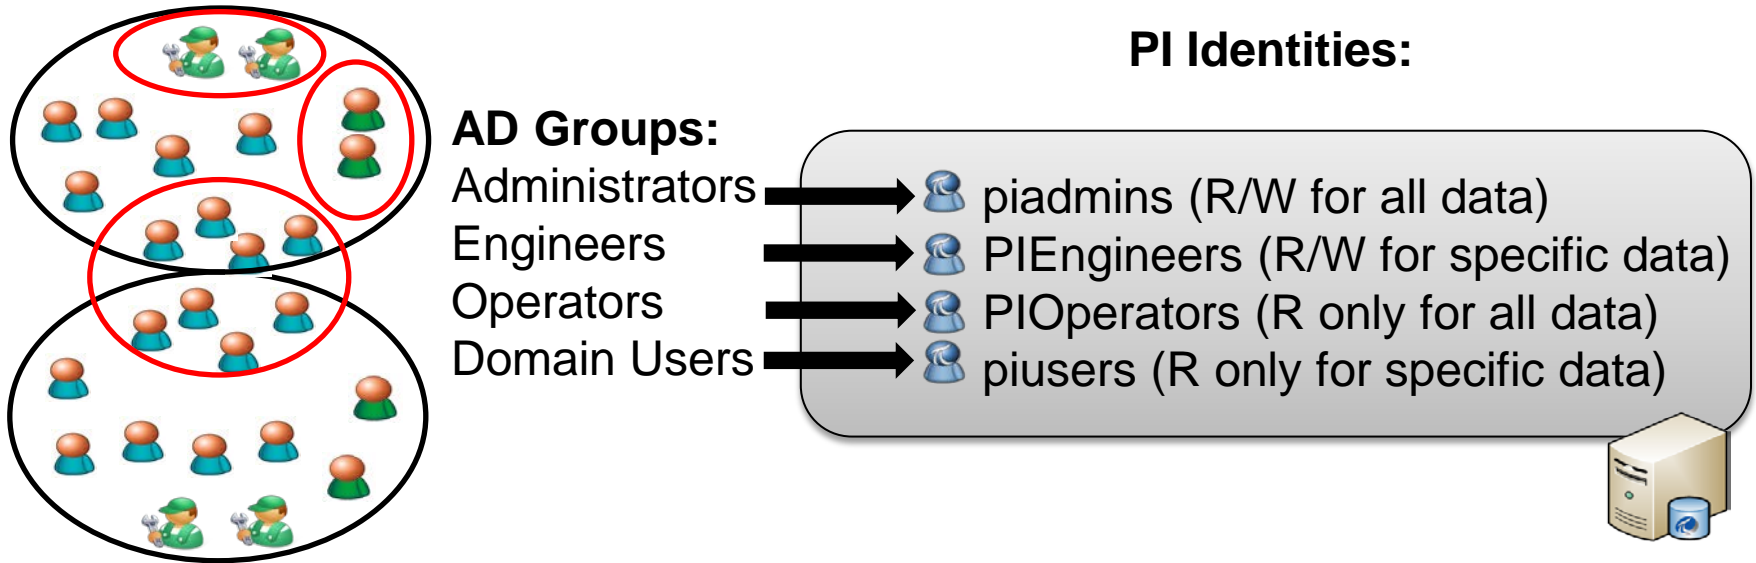 PI Identities:
AD Groups:
Administrators
Engineers
Operators
Domain Users
piadmins (R/W for all data)
PIEngineers (R/W for specific data)
PIOperators (R only for all data)
piusers (R only for specific data)